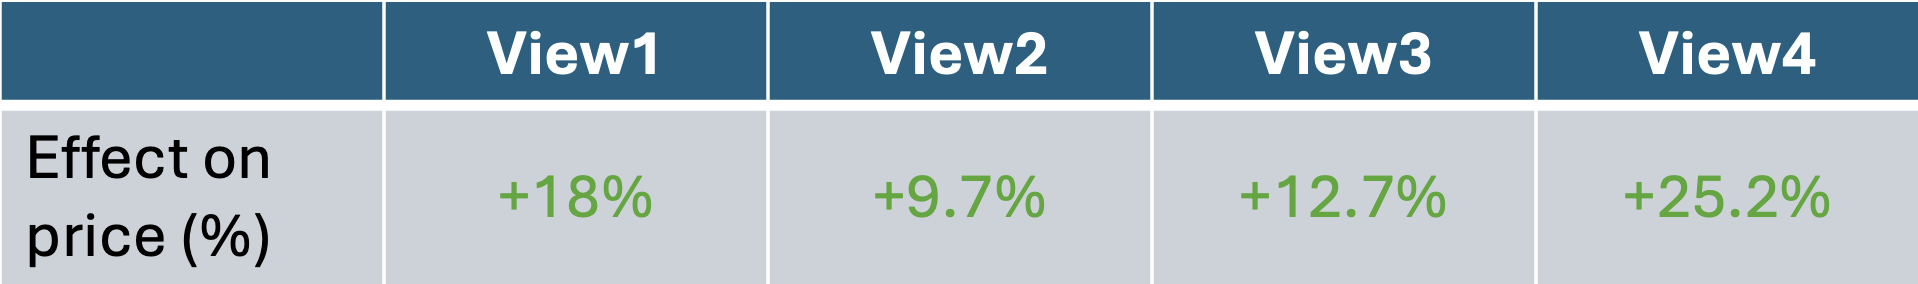 View1 View2 View3 View4
Effect on
price (%)
+18% +9.7% +12.7% +25.2%